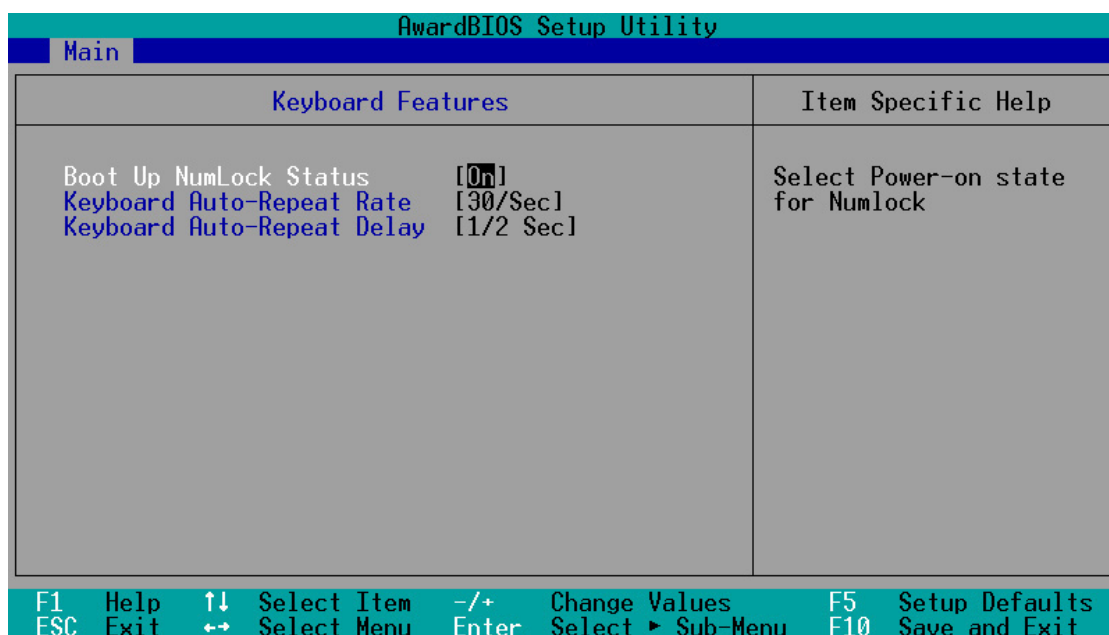 AwardBIOS Setup Utility
Main
Keyboard Features
Item Specific Help
Boot Up NumLock Status [On]
Keyboard Auto-Repeat Rate [30/Sec]
Keyboard Auto-Repeat Delay [1/2 Sec]
Select Power-on state
for Numlock
F1 Help ↑↓ Select Item -/+ Change Values F5 Setup Defaults
ESC Exit ←→ Select Menu Enter Select ► Sub-Menu F10 Save and Exit